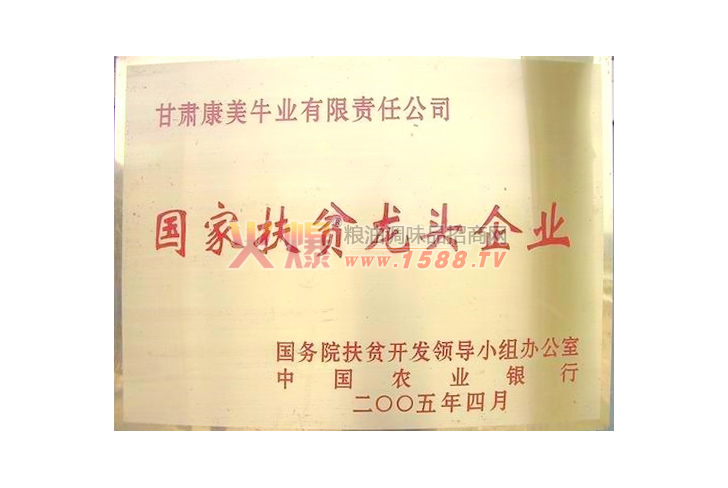 甘肃康美牛业有限责任公司
国家扶贫龙头企业
火爆粮油调味品招商网
www.1588.TV
国务院扶贫开发领导小组办公室
中国农业银行
二〇〇五年四月